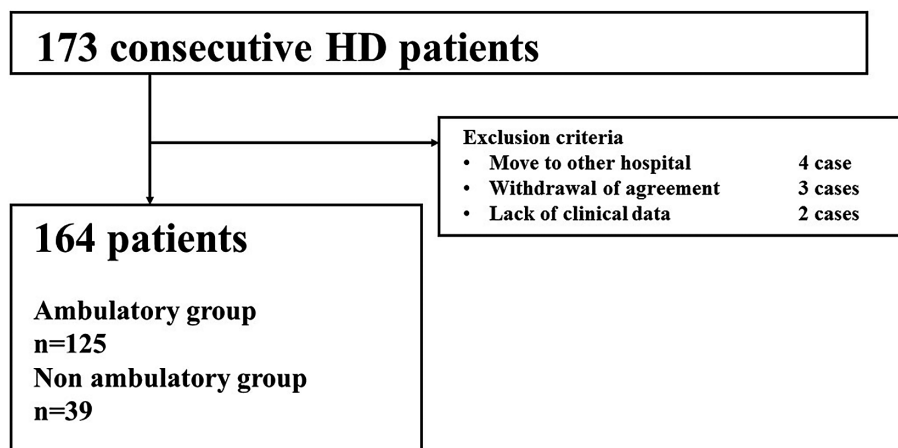 173 consecutive HD patients
Exclusion criteria
• Move to other hospital 4 case
• Withdrawal of agreement 3 cases
• Lack of clinical data 2 cases
164 patients
Ambulatory group
n=125
Non ambulatory group
n=39